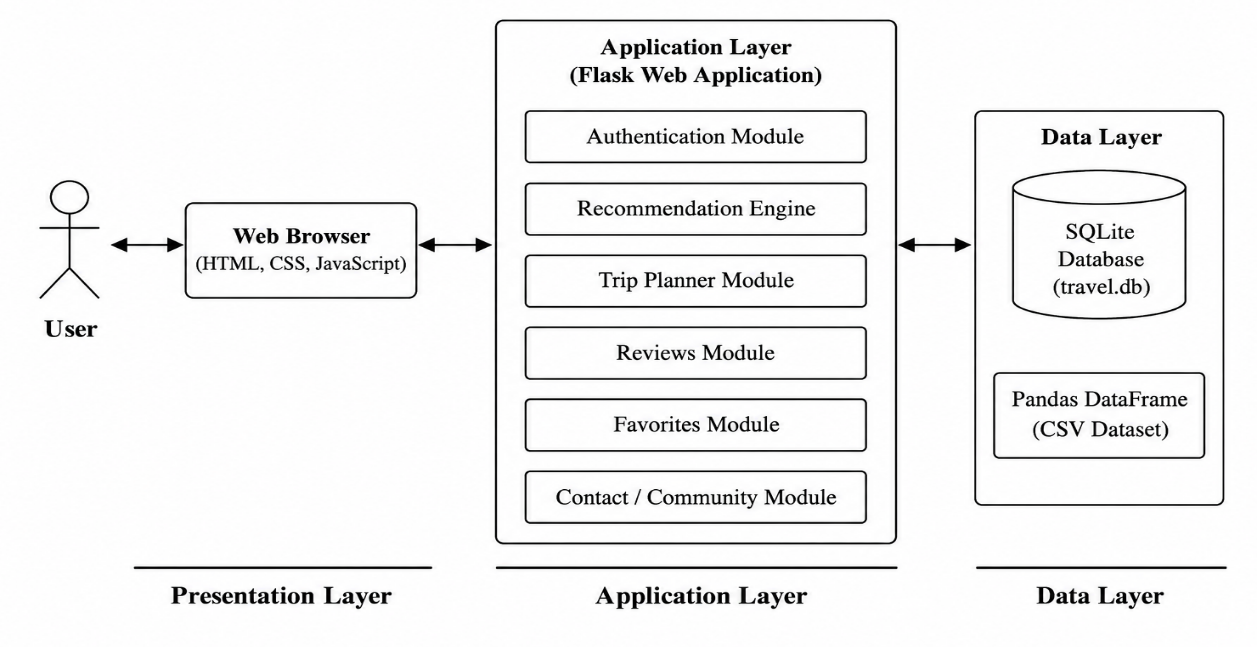 Application Layer
(Flask Web Application)
Authentication Module
Recommendation Engine
Trip Planner Module
Reviews Module
Favorites Module
Contact / Community Module
User
Web Browser
(HTML, CSS, JavaScript)
Data Layer
SQLite
Database
(travel.db)
Pandas DataFrame
(CSV Dataset)
Presentation Layer
Application Layer
Data Layer